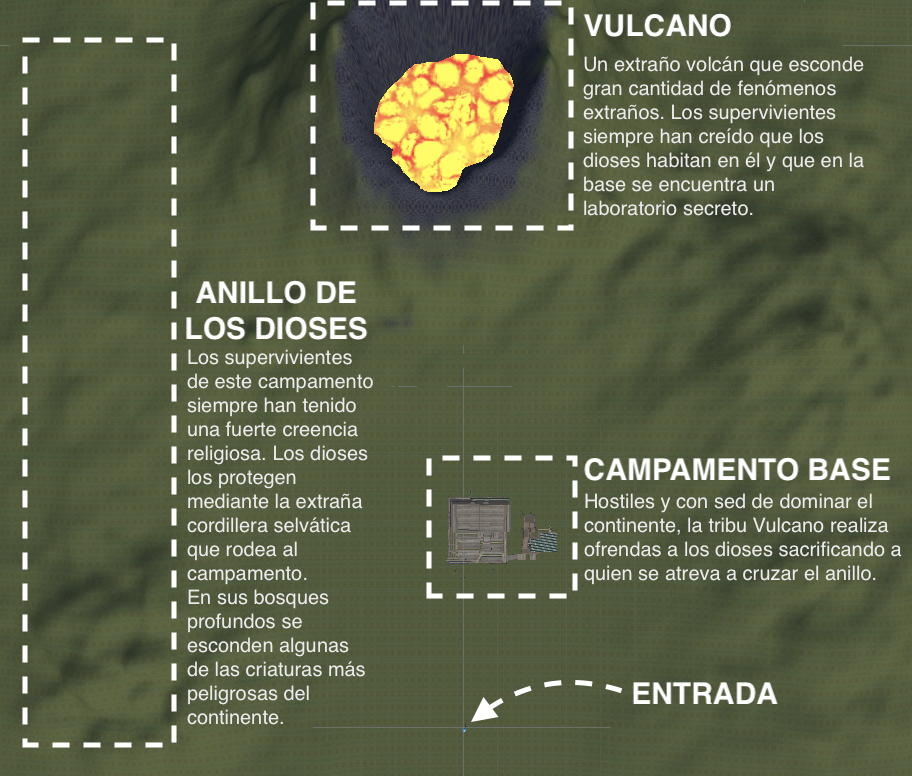 VULCANO
Un extraño volcán que esconde
gran cantidad de fenómenos
extraños. Los supervivientes
siempre han creído que los
dioses habitan en él y que en la
base se encuentra un
laboratorio secreto.
ANILLO DE
LOS DIOSES
Los supervivientes
de este campamento
siempre han tenido
una fuerte creencia
religiosa. Los dioses
los protegen
mediante la extraña
cordillera selvática
que rodea al
campamento.
En sus bosques
profundos se
esconden algunas
de las criaturas más
peligrosas del
continente.
CAMPAMENTO BASE
Hostiles y con sed de dominar el
continente, la tribu Vulcano realiza
ofrendas a los dioses sacrificando a
quien se atreva a cruzar el anillo.
ENTRADA